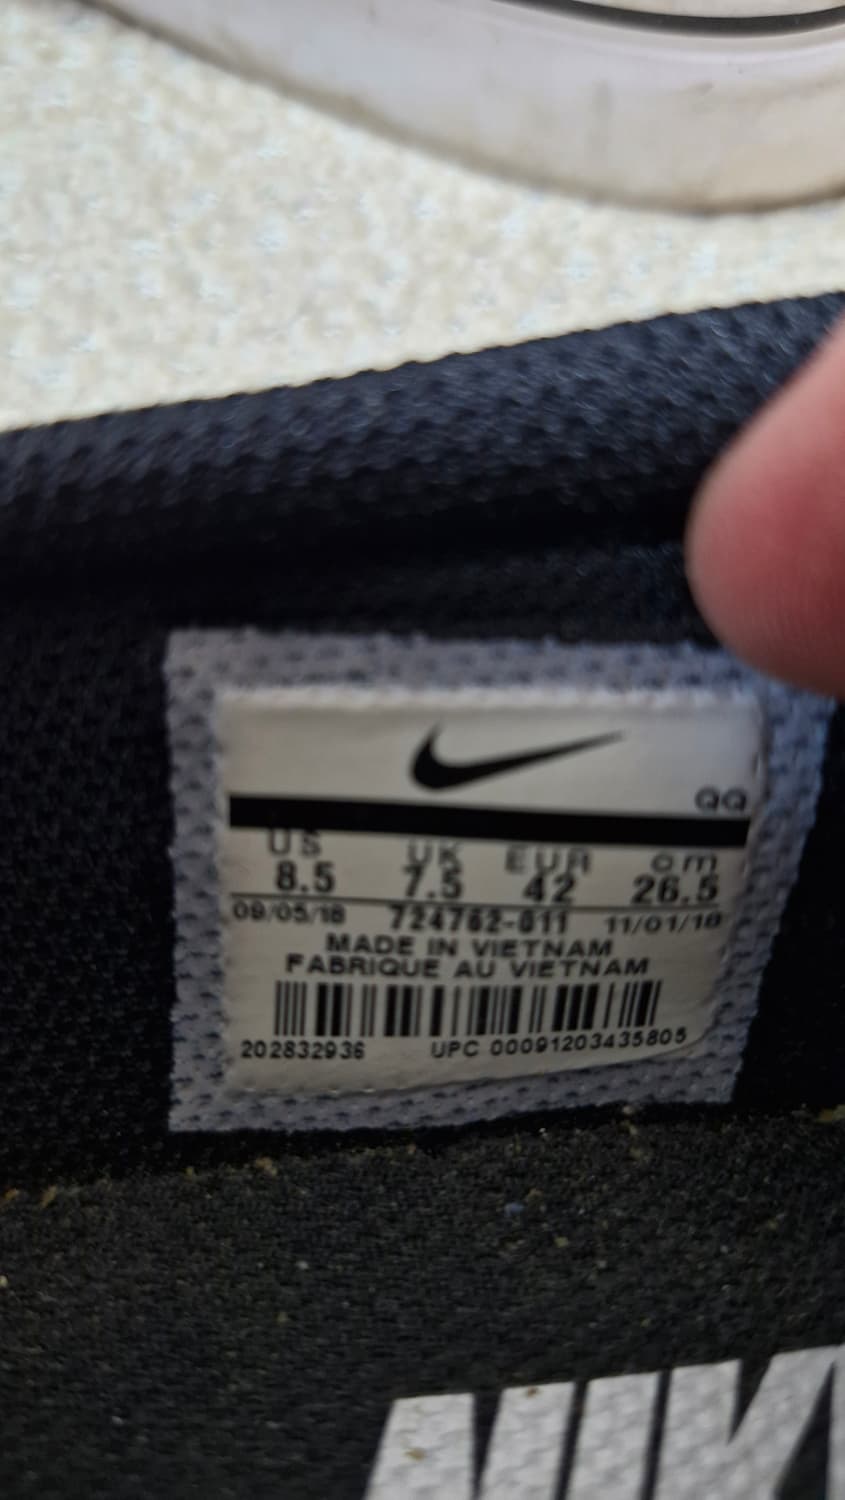 QQ
US UK EUR cm
8.5 7.5 42 26.5
09/05/18 724762-011 11/01/18
MADE IN VIETNAM
FABRIQUE AU VIETNAM
202832936 UPC 00091203435805
NIK